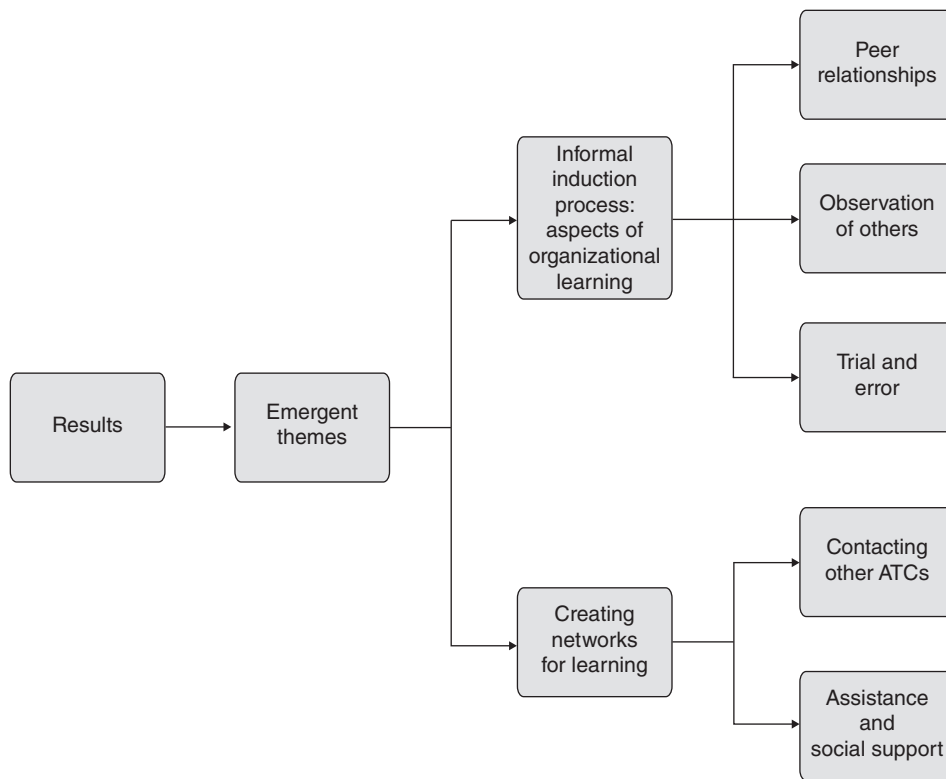 Results
Emergent
themes
Informal
induction
process:
aspects of
organizational
learning
Peer
relationships
Observation
of others
Trial and
error
Creating
networks
for learning
Contacting
other ATCs
Assistance
and
social support